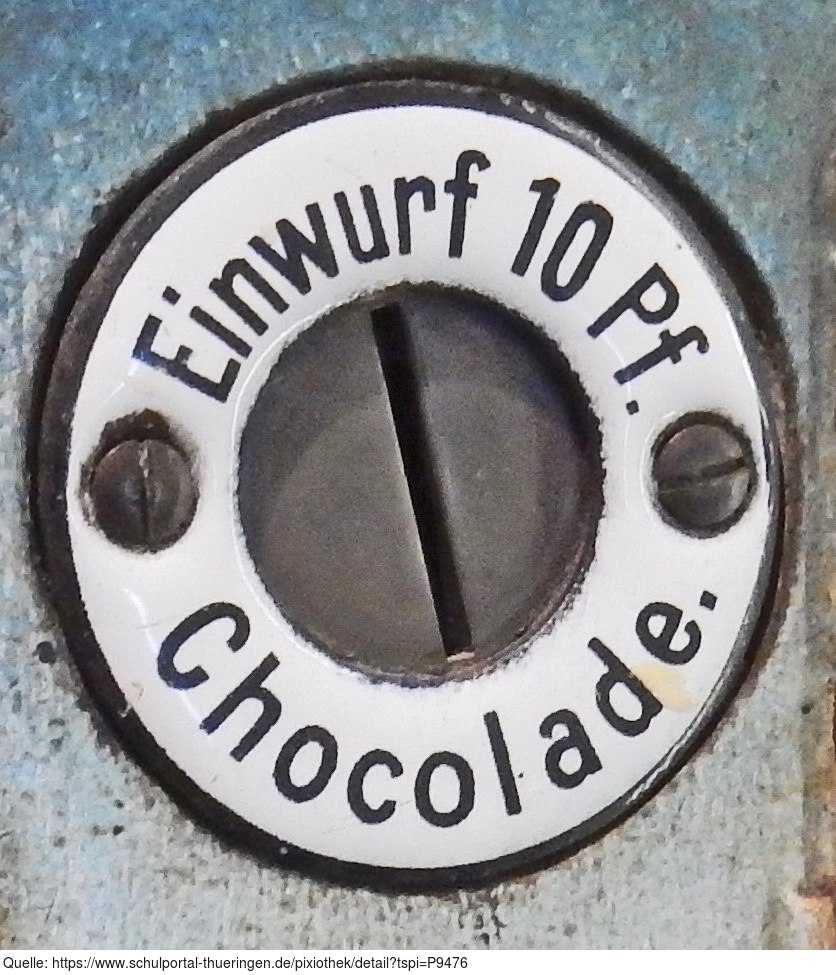 Einwurf 10 Pf.
Chocolade.
Quelle: https://www.schulportal-thueringen.de/pixiothek/detail?tspi=P9476